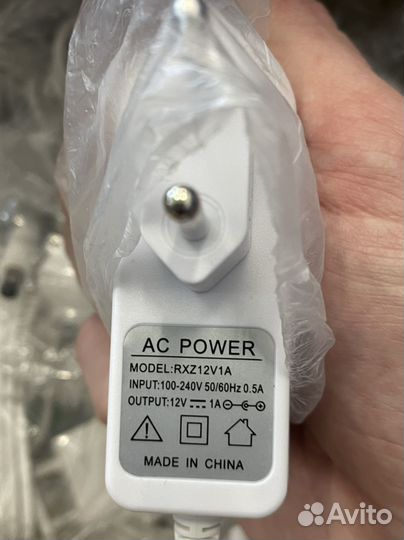 AC POWER
MODEL:RXZ12V1A
INPUT:100-240V 50/60Hz 0.5A
OUTPUT:12V⎓1A
MADE IN CHINA
Avito